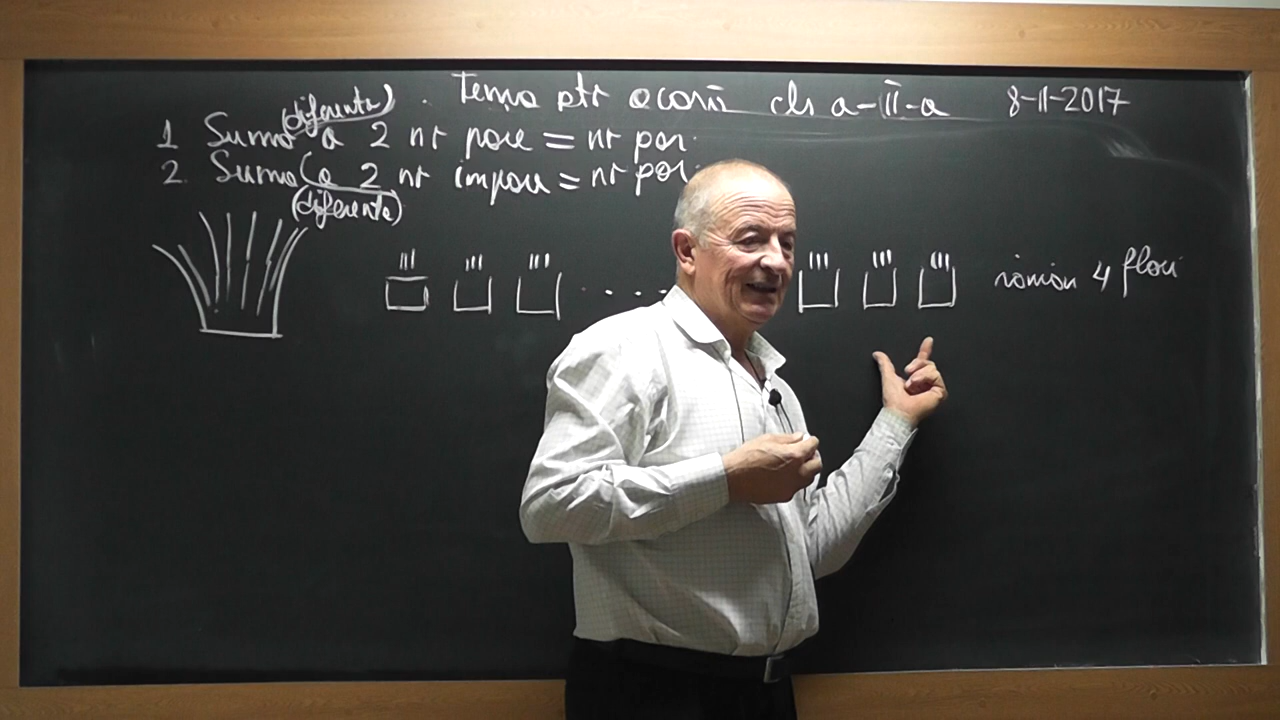 Tema ptr acasă cls a-II-a 8-11-2017
(diferenta)
1 Suma a 2 nr pare = nr par.
2. Suma a 2 nr impare = nr par.
(diferenta)
rămân 4 flori